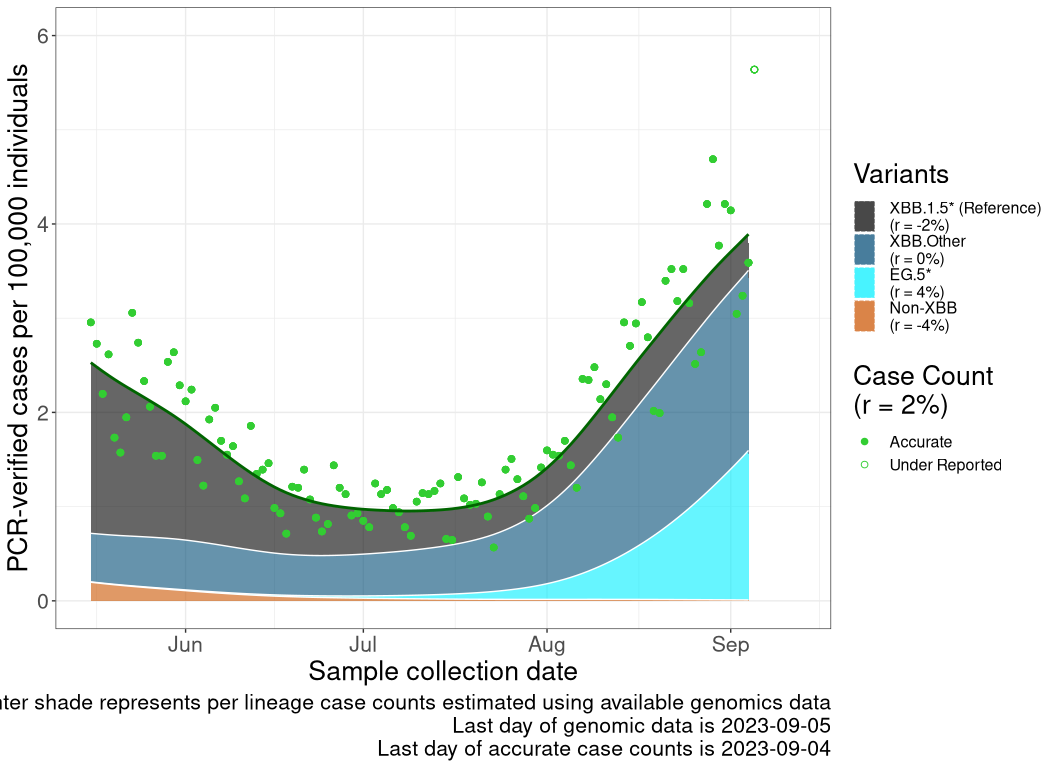 PCR-verified cases per 100,000 individuals
6
4
2
0
Jun
Jul
Aug
Sep
Sample collection date
shade represents per lineage case counts estimated using available genomics data
Last day of genomic data is 2023-09-05
Last day of accurate case counts is 2023-09-04
Variants
XBB.1.5* (Reference)
(r = -2%)
XBB.Other
(r = 0%)
EG.5*
(r = 4%)
Non-XBB
(r = -4%)
Case Count
(r = 2%)
Accurate
Under Reported